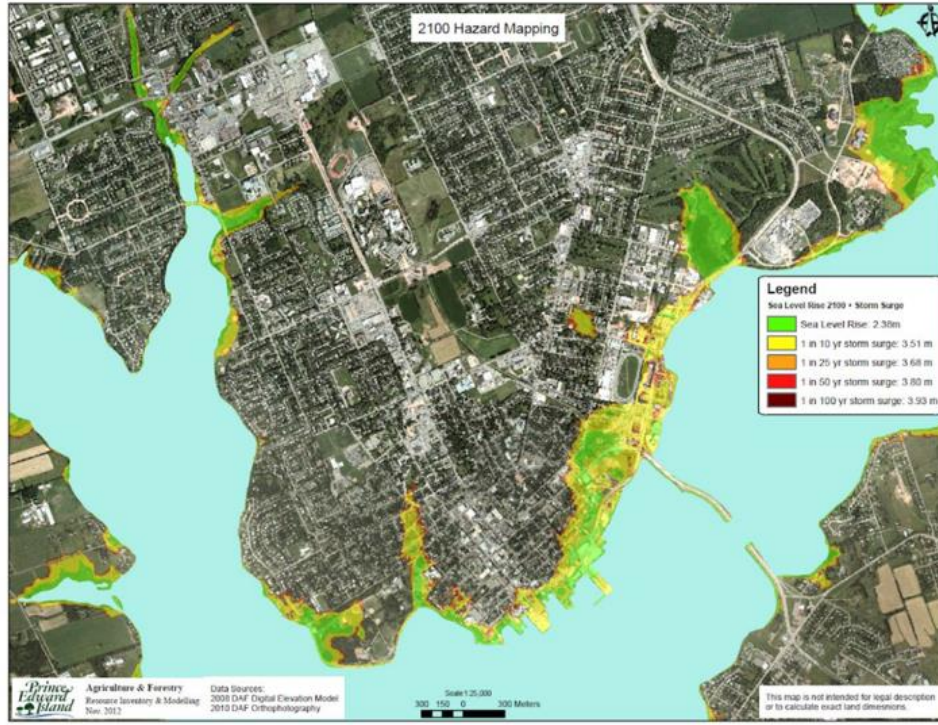 2100 Hazard Mapping
Legend
Sea Level Rise 2100 + Storm Surge
Sea Level Rise: 2.38m
1 in 10 yr storm surge: 3.51 m
1 in 25 yr storm surge: 3.68 m
1 in 50 yr storm surge: 3.80 m
1 in 100 yr storm surge: 3.93 m
Prince
Edward
Island
Agriculture & Forestry
Resource Inventory & Modelling
Nov. 2012
Data Sources:
2008 DAF Digital Elevation Model
2010 DAF Orthophotography
Scale 1:25,000
300 150 0 300 Meters
This map is not intended for legal description
or to calculate exact land dimensions.